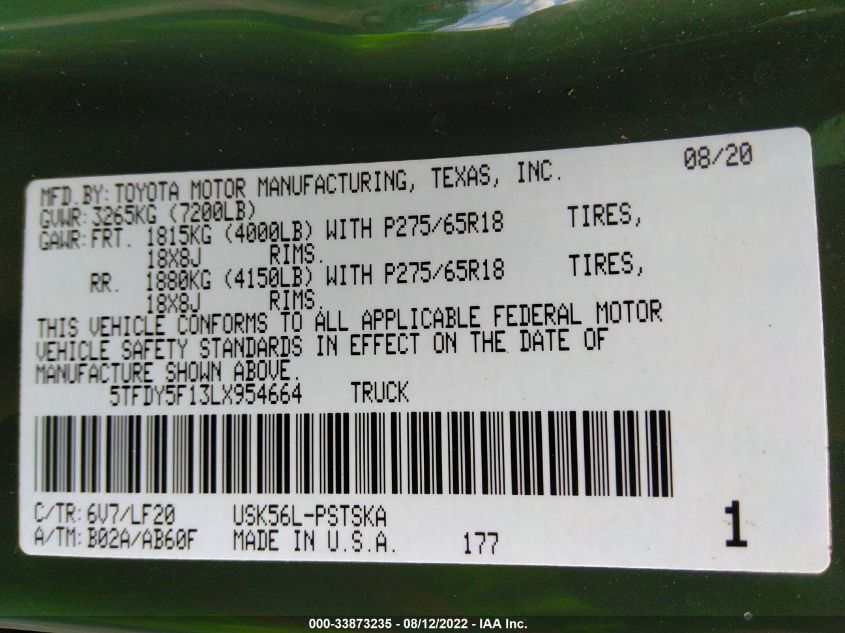 08/20
MFD.BY: TOYOTA MOTOR MANUFACTURING, TEXAS, INC.
GVWR: 3265KG (7200LB)
GAWR: FRT. 1815KG (4000LB) WITH P275/65R18 TIRES,
18X8J RIMS.
RR. 1880KG (4150LB) WITH P275/65R18 TIRES,
18X8J RIMS.
THIS VEHICLE CONFORMS TO ALL APPLICABLE FEDERAL MOTOR
VEHICLE SAFETY STANDARDS IN EFFECT ON THE DATE OF
MANUFACTURE SHOWN ABOVE.
5TFDY5F13LX954664 TRUCK
C/TR: 6V7/LF20 USK56L-PSTSKA
A/TM: B02A/AB60F MADE IN U.S.A. 177
1
000-33873235 - 08/12/2022 - IAA Inc.